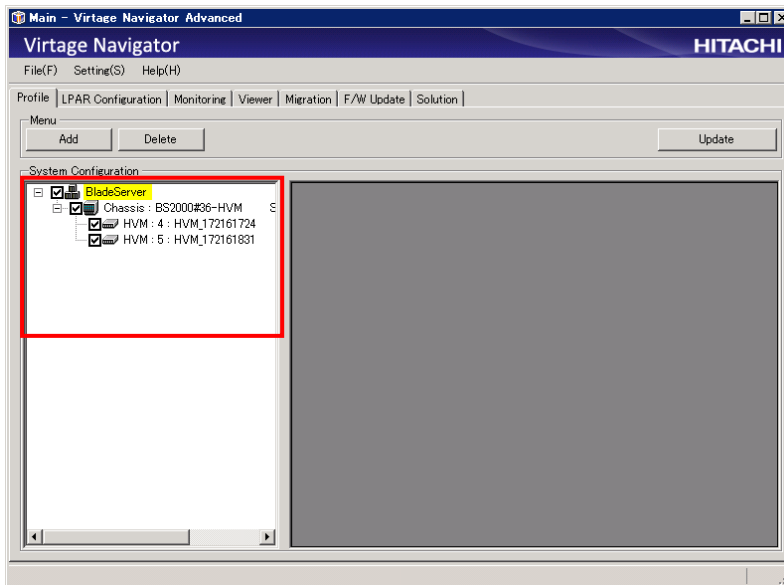 Main - Virtage Navigator Advanced
Virtage Navigator
HITACHI
File(F) Setting(S) Help(H)
Profile LPAR Configuration Monitoring Viewer Migration F/W Update Solution
Menu
Add Delete Update
System Configuration
BladeServer
Chassis : BS2000#36-HVM S
HVM : 4 : HVM_172161724
HVM : 5 : HVM_172161831